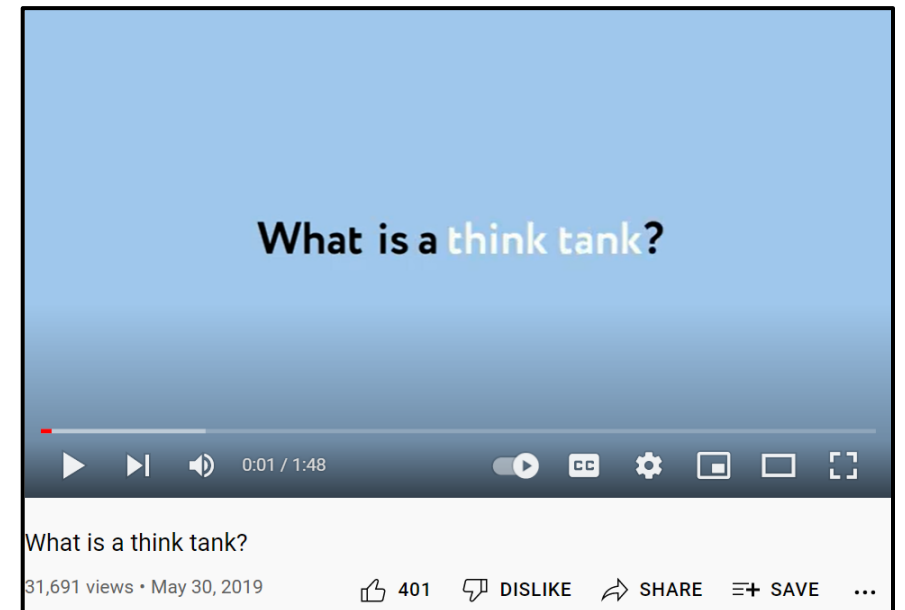 What is a think tank?
0:01 / 1:48
CC
What is a think tank?
31,691 views • May 30, 2019 401 DISLIKE SHARE SAVE ...